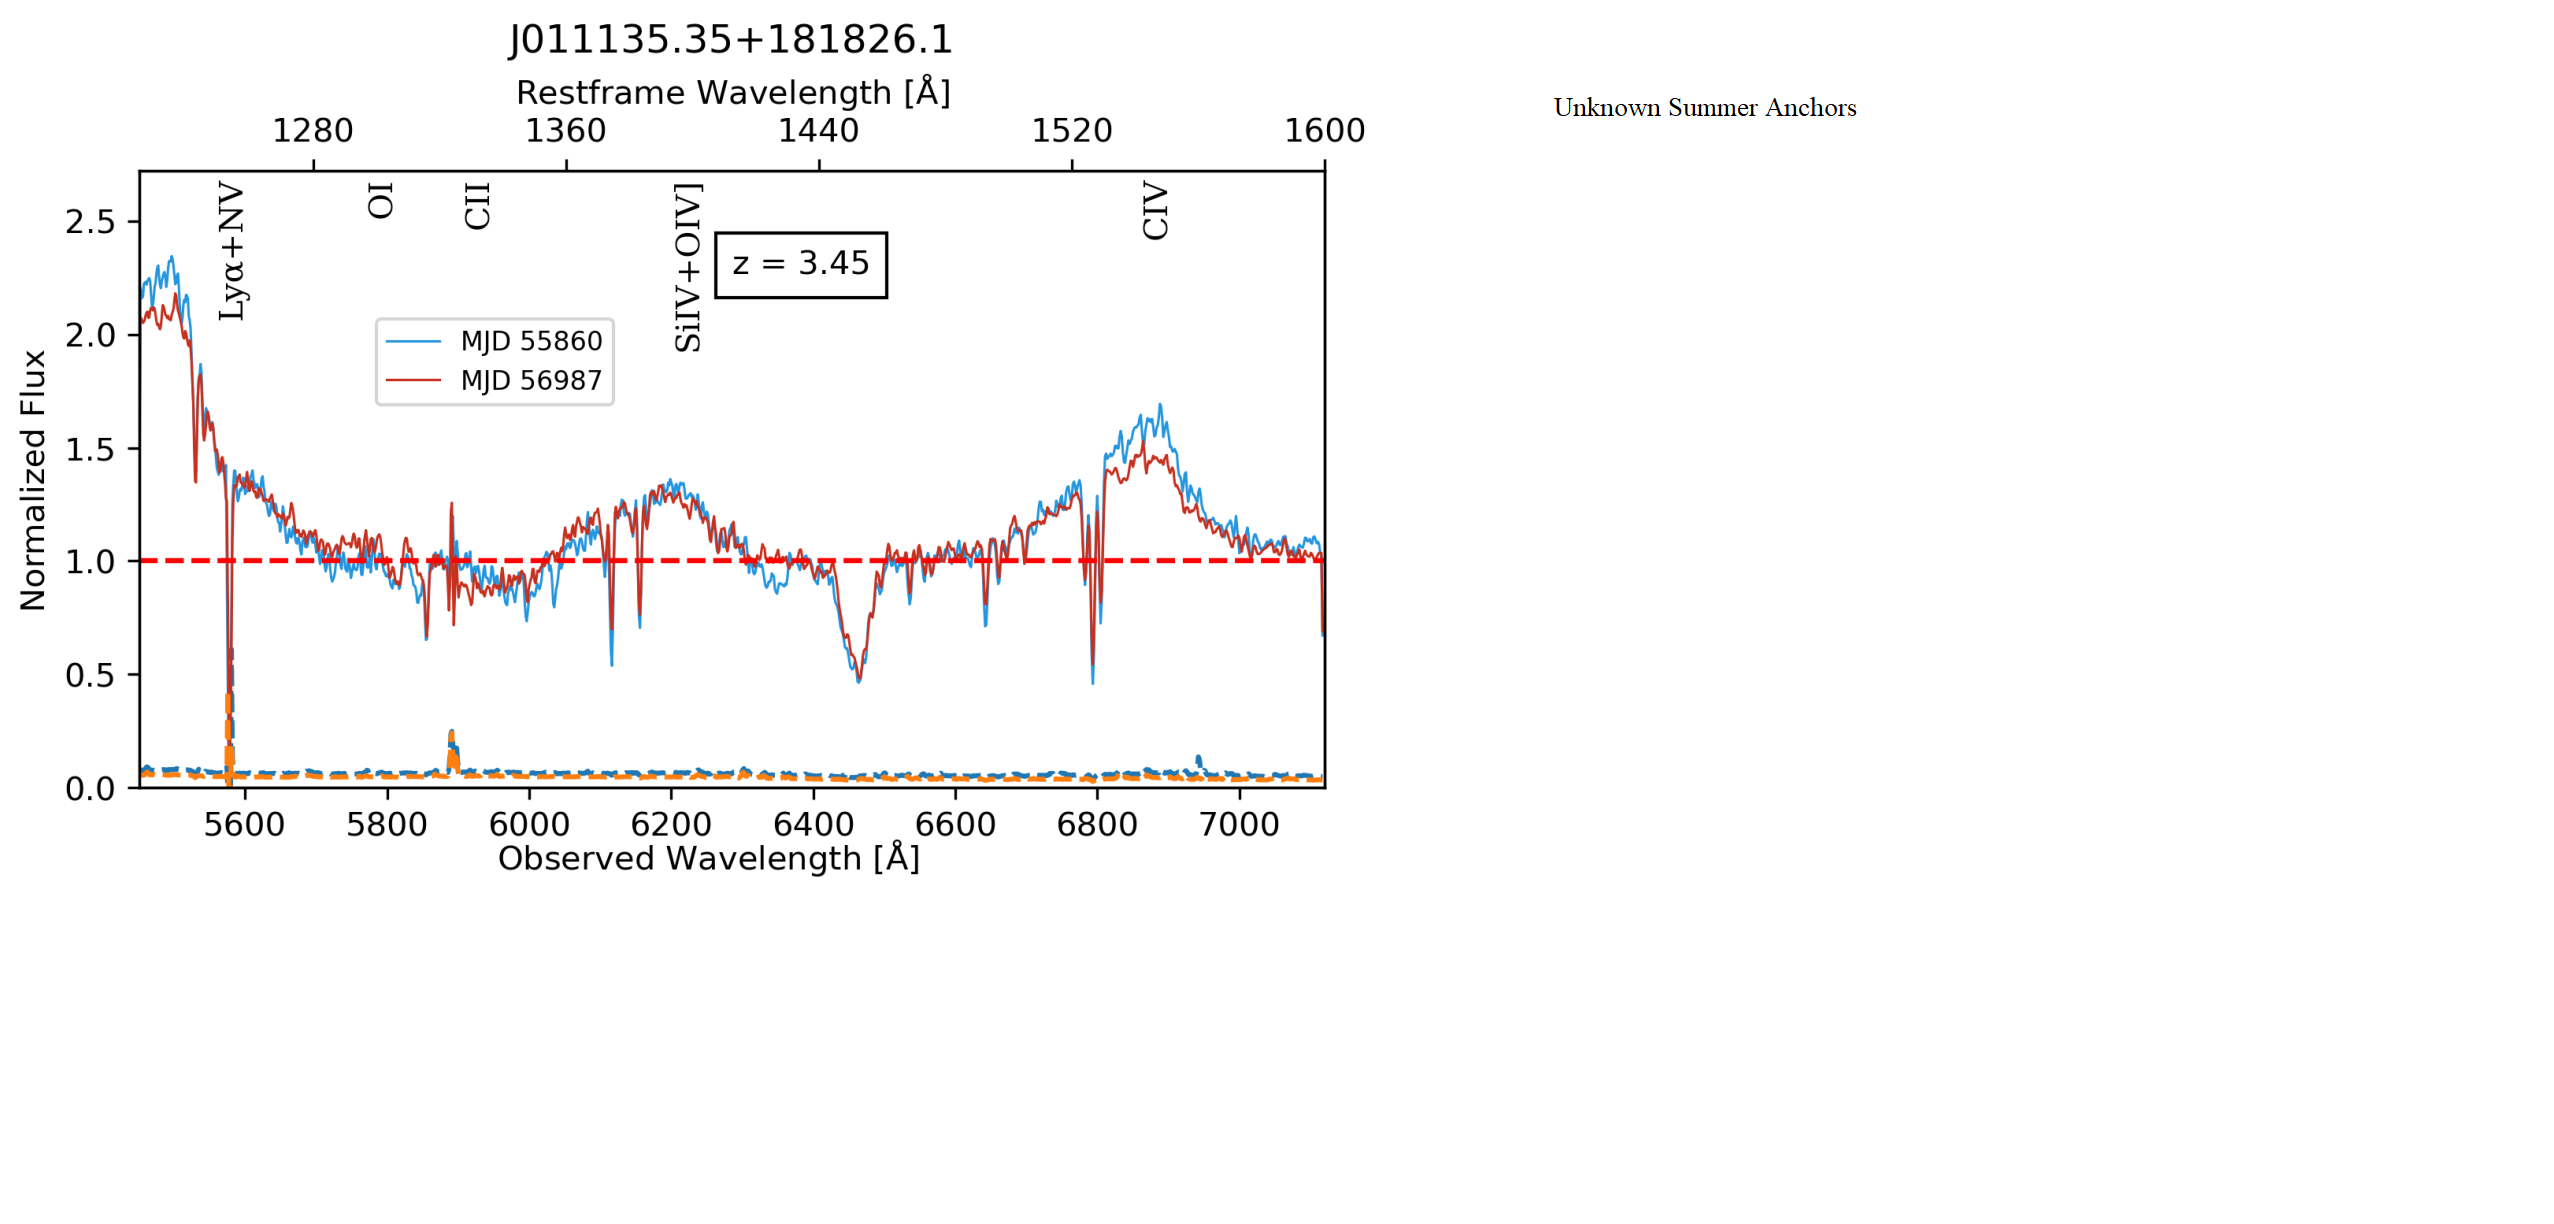 J011135.35+181826.1
Restframe Wavelength [Å]
1280 1360 1440 1520 1600
Unknown Summer Anchors
Lyα+NV
OI
CII
SiIV+OIV]
CIV
z = 3.45
MJD 55860
MJD 56987
Normalized Flux
2.5
2.0
1.5
1.0
0.5
0.0
5600 5800 6000 6200 6400 6600 6800 7000
Observed Wavelength [Å]